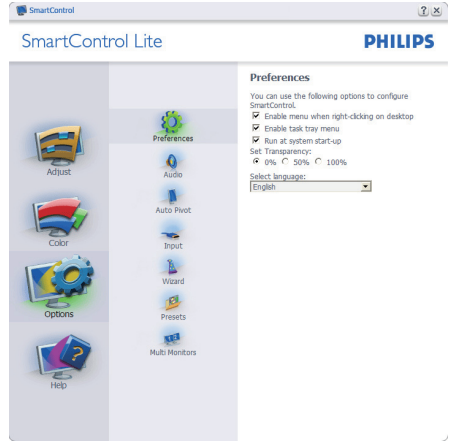 SmartControl
SmartControl Lite
PHILIPS
Adjust
Color
Options
Help
Preferences
Audio
Auto Pivot
Input
Wizard
Presets
Multi Monitors
Preferences
You can use the following options to configure
SmartControl.
Enable menu when right-clicking on desktop
Enable task tray menu
Run at system start-up
Set Transparency:
0% 50% 100%
Select language:
English